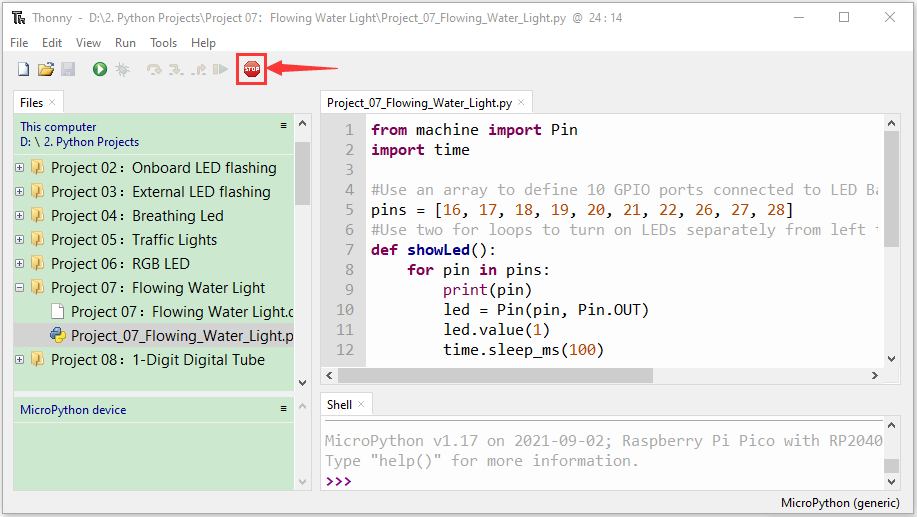 Thonny - D:\2. Python Projects\Project 07：Flowing Water Light\Project_07_Flowing_Water_Light.py @ 24 : 14
File Edit View Run Tools Help
STOP
Files
This computer
D: \ 2. Python Projects
Project 02：Onboard LED flashing
Project 03：External LED flashing
Project 04：Breathing Led
Project 05：Traffic Lights
Project 06：RGB LED
Project 07：Flowing Water Light
Project 07：Flowing Water Light.c
Project_07_Flowing_Water_Light.p
Project 08：1-Digit Digital Tube
MicroPython device
Project_07_Flowing_Water_Light.py
1 from machine import Pin
2 import time
3
4 #Use an array to define 10 GPIO ports connected to LED Ba
5 pins = [16, 17, 18, 19, 20, 21, 22, 26, 27, 28]
6 #Use two for loops to turn on LEDs separately from left t
7 def showLed():
8 for pin in pins:
9 print(pin)
10 led = Pin(pin, Pin.OUT)
11 led.value(1)
12 time.sleep_ms(100)
Shell
MicroPython v1.17 on 2021-09-02; Raspberry Pi Pico with RP2040
Type "help()" for more information.
>>>
MicroPython (generic)